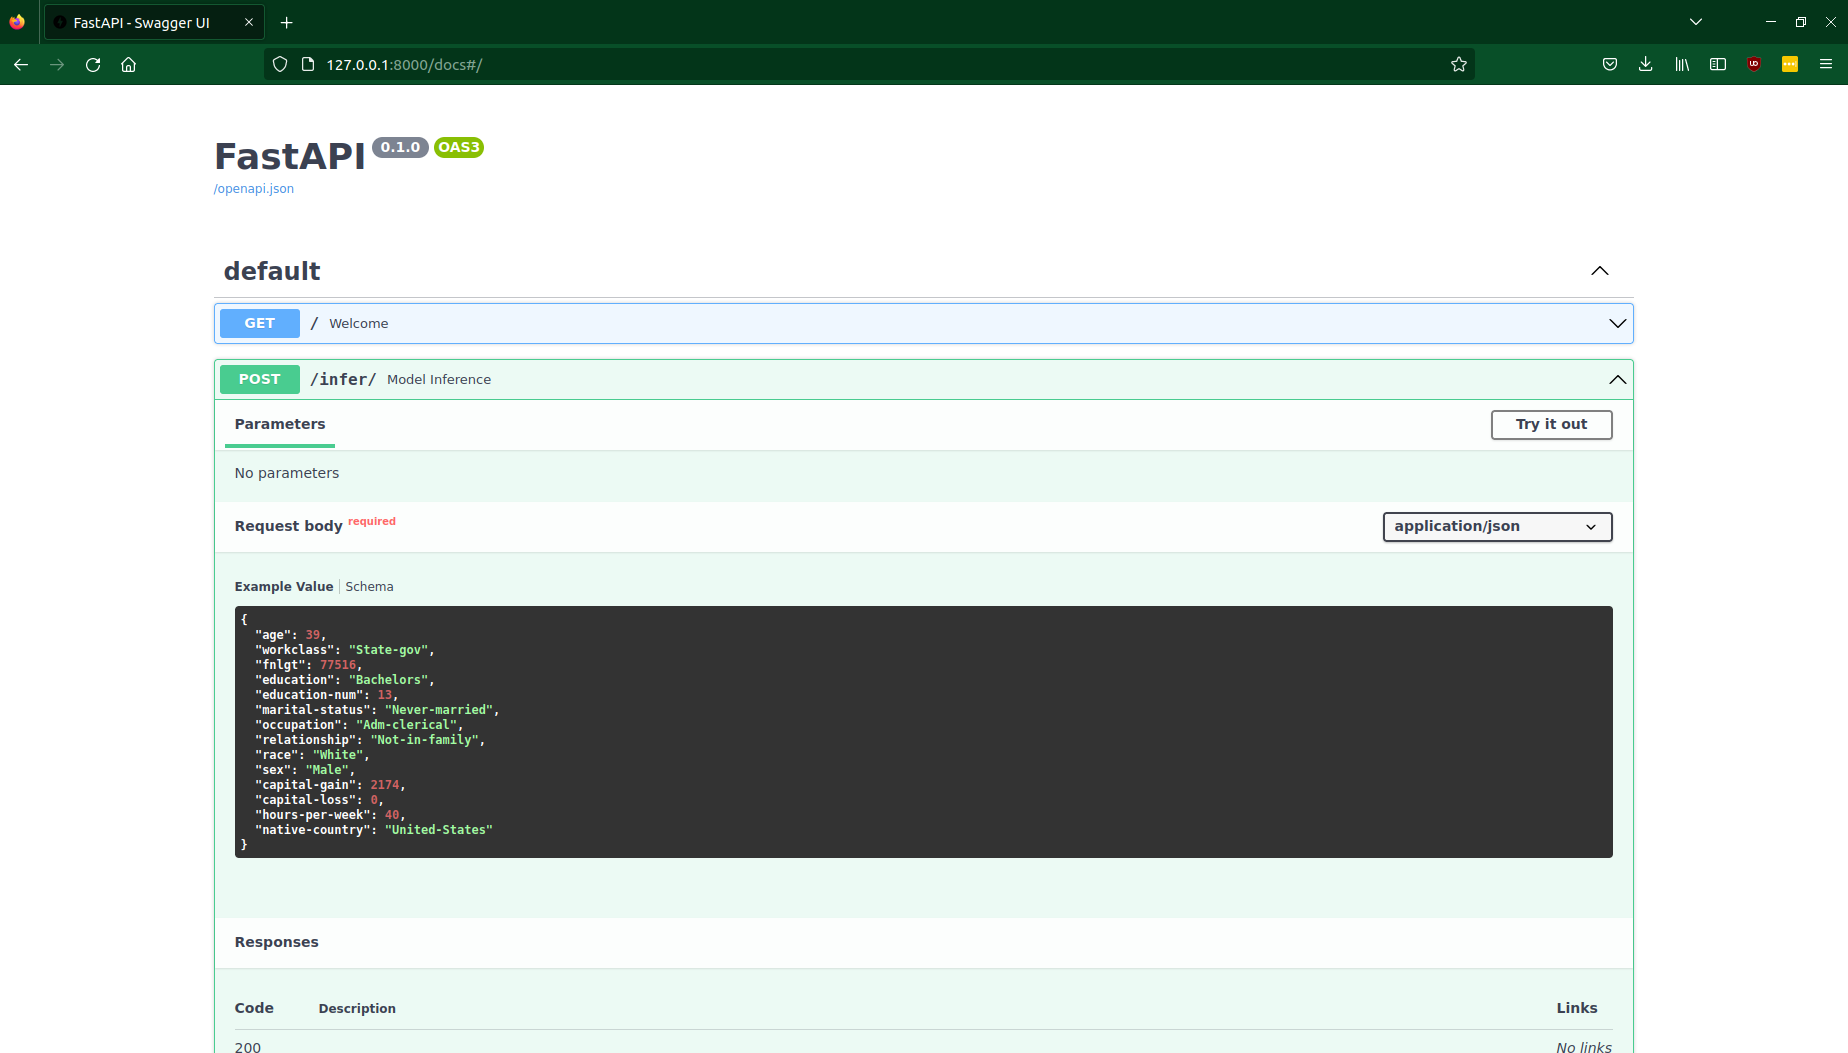 FastAPI - Swagger UI
127.0.0.1:8000/docs#/
FastAPI 0.1.0 OAS3
/openapi.json
default
GET / Welcome
POST /infer/ Model Inference
Parameters
Try it out
No parameters
Request body required
application/json
Example Value Schema
{
"age": 39,
"workclass": "State-gov",
"fnlgt": 77516,
"education": "Bachelors",
"education-num": 13,
"marital-status": "Never-married",
"occupation": "Adm-clerical",
"relationship": "Not-in-family",
"race": "White",
"sex": "Male",
"capital-gain": 2174,
"capital-loss": 0,
"hours-per-week": 40,
"native-country": "United-States"
}
Responses
Code Description Links
200 No links